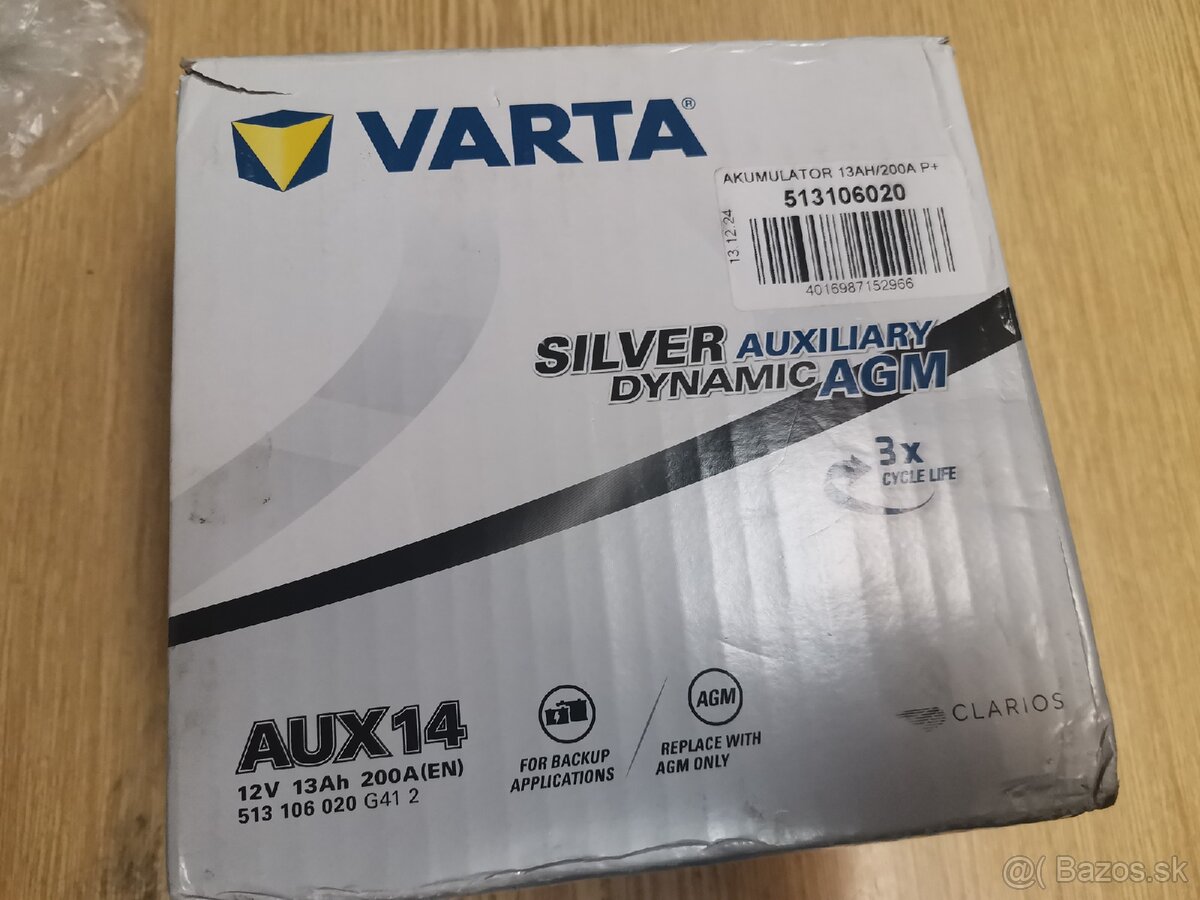 VARTA®
AKUMULATOR 13AH/200A P+
513106020
13.12.24
4016987152966
SILVER AUXILIARY
DYNAMIC AGM
3x
CYCLE LIFE
AUX14
12V 13Ah 200A(EN)
513 106 020 G41 2
FOR BACKUP
APPLICATIONS
AGM
REPLACE WITH
AGM ONLY
CLARIOS
@( Bazos.sk